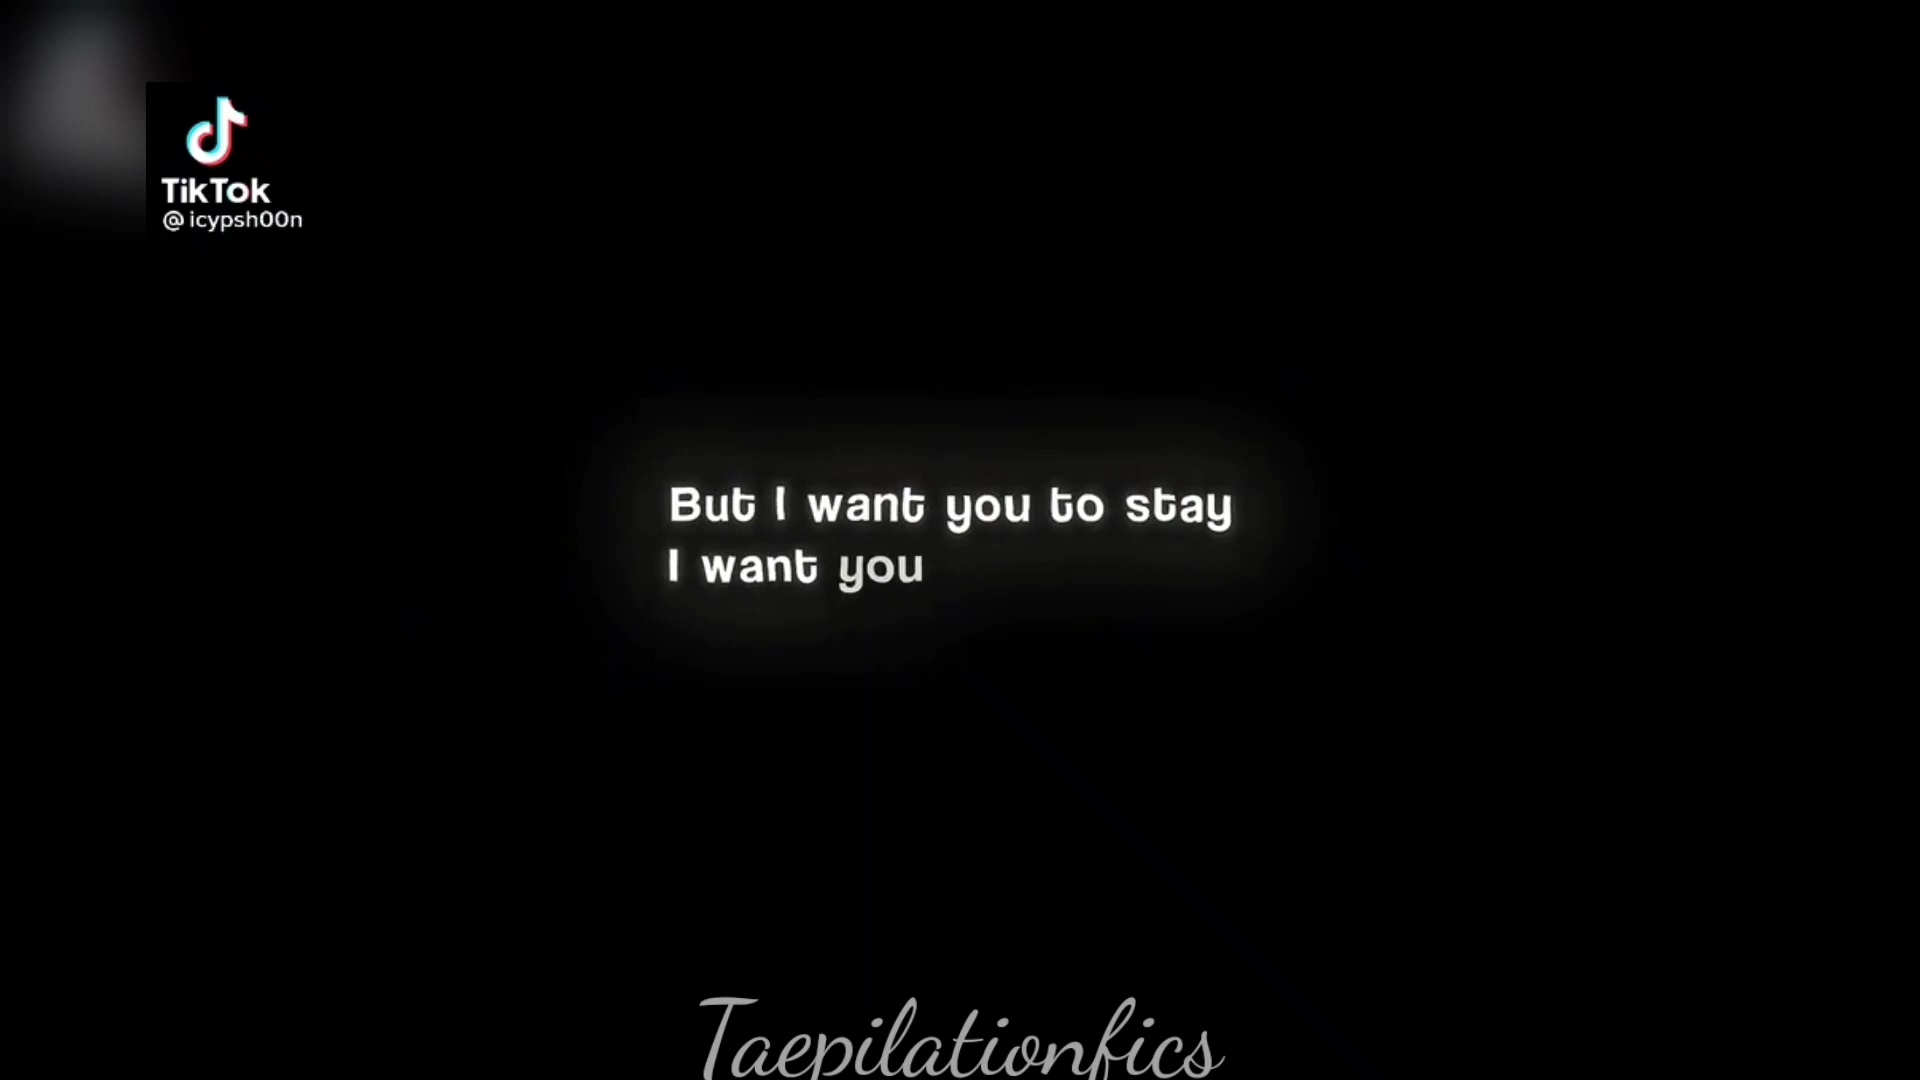 TikTok
@icypsh00n
But I want you to stay
I want you
Taepilationfics